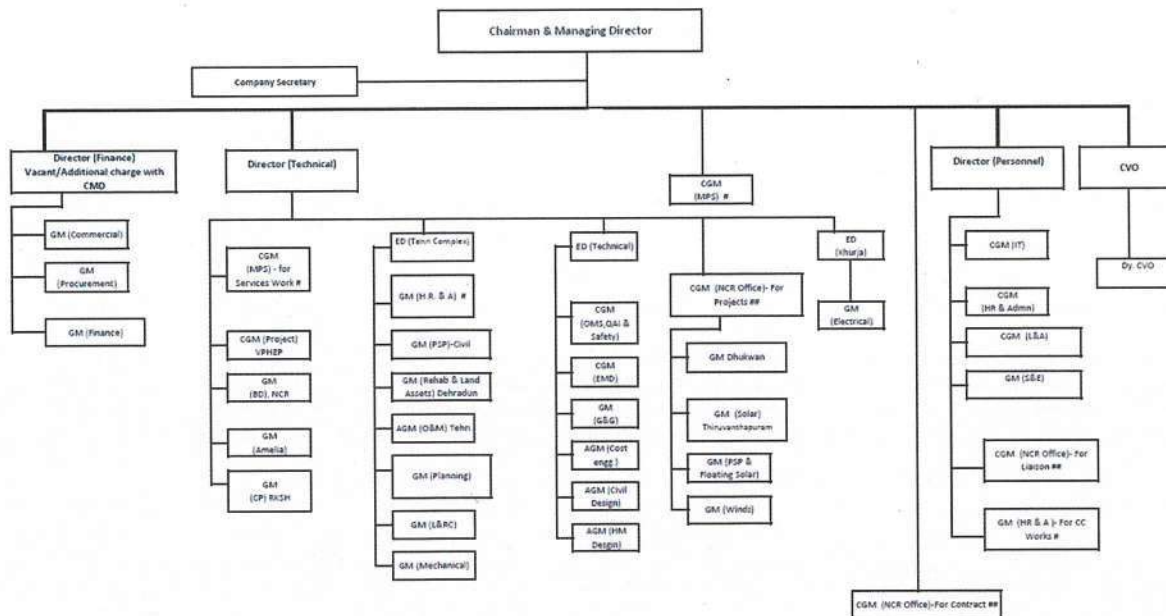 Chairman & Managing Director
Company Secretary
Director (Finance)
Vacant/Additional charge with
CMD
GM (Commercial)
GM
(Procurement)
GM (Finance)
Director (Technical)
CGM
(MPS) - for
Services Work #
CGM (Project)
VPHEP
GM
(BD), NCR
GM
(Amelia)
GM
(CP) RKSH
ED (Tehri Complex)
GM (H.R. & A) #
GM (PSP)-Civil
GM (Rehab & Land
Assets) Dehradun
AGM (O&M) Tehri
GM (Planning)
GM (L&RC)
GM (Mechanical)
ED (Technical)
CGM
(OMS,QAI &
Safety)
CGM
(EMD)
GM
(G&G)
AGM (Cost
engg.)
AGM (Civil
Design)
AGM (HM
Desgin)
CGM
(MPS) #
CGM (NCR Office)- For
Projects ##
GM Dhukwan
GM (Solar)
Thiruvanthapuram
GM (PSP &
Floating Solar)
GM (Winds)
ED
(Khurja)
GM
(Electrical)
Director (Personnel)
CGM (IT)
CGM
(HR & Admn)
CGM (L&A)
GM (S&E)
CGM (NCR Office)- For
Liaison ##
GM (HR & A )- For CC
Works #
CVO
Dy. CVO
CGM (NCR Office)-For Contract ##